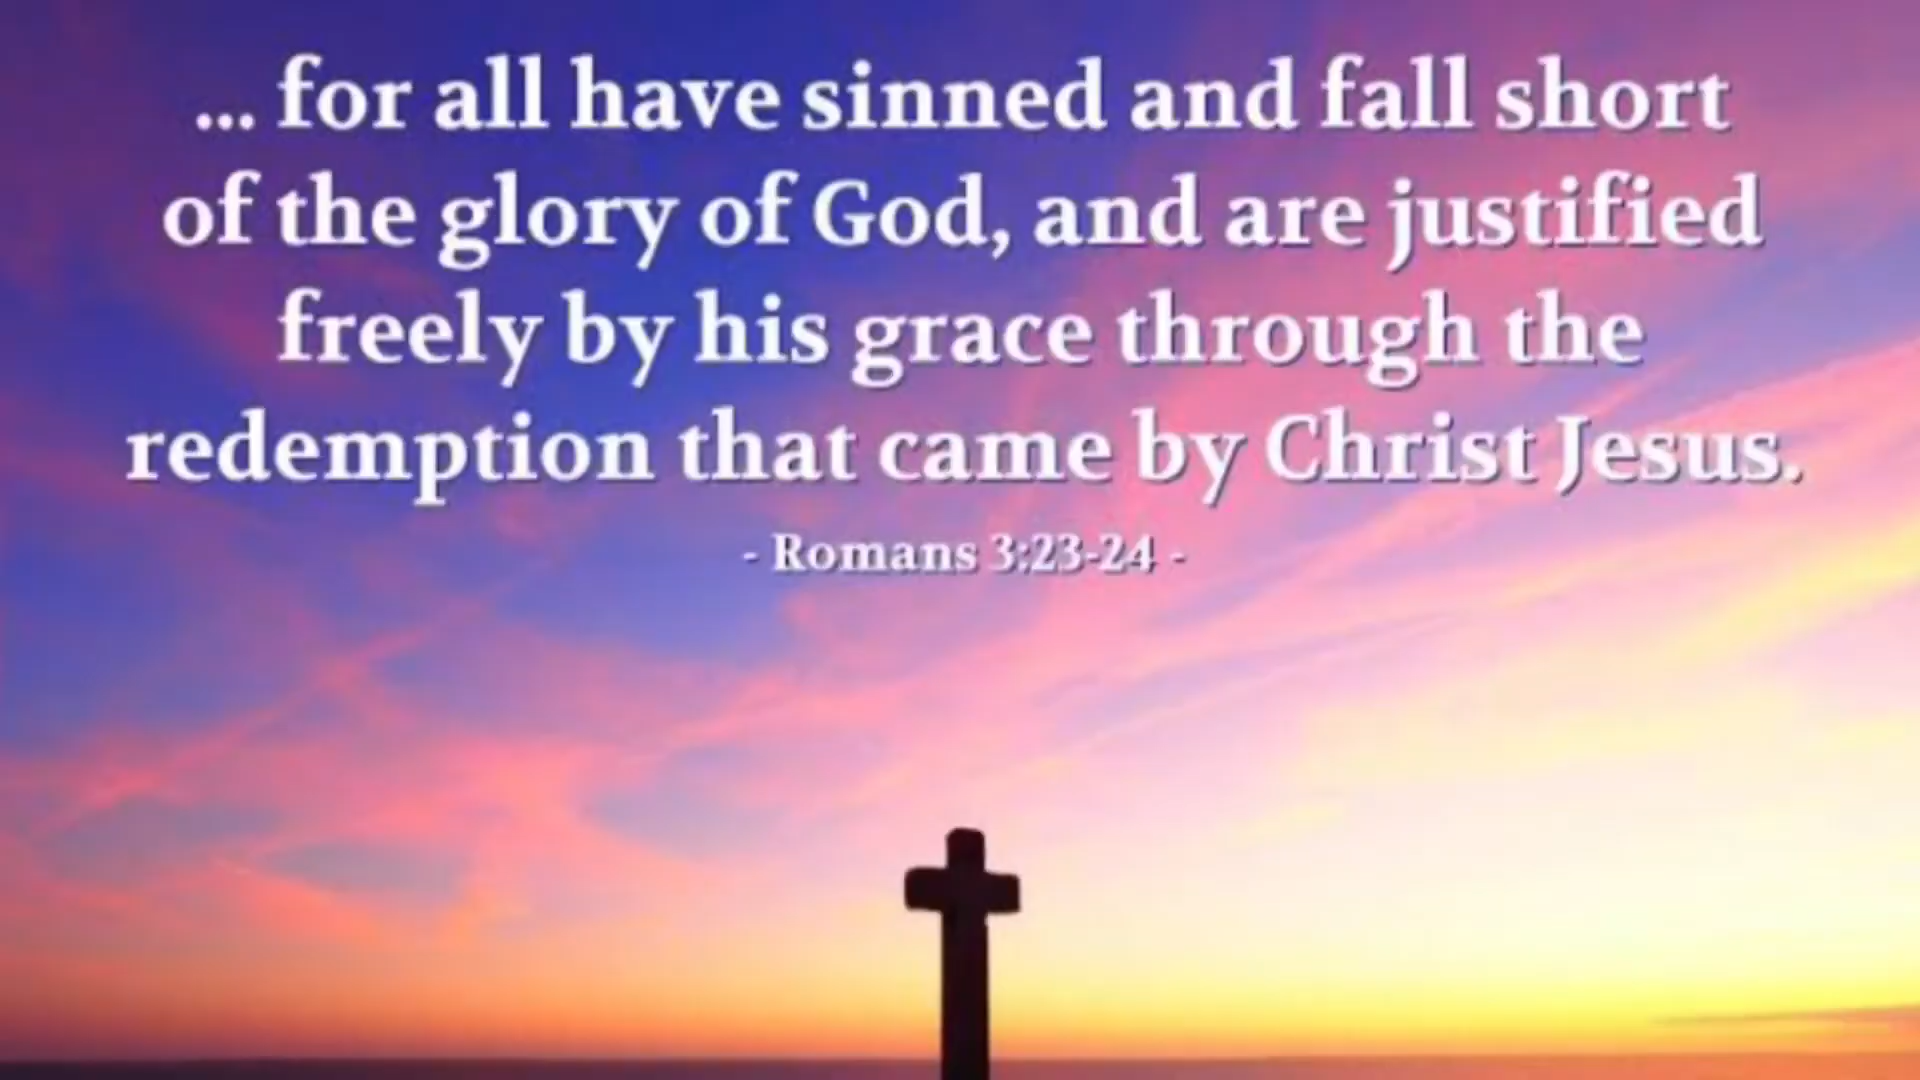 ... for all have sinned and fall short
of the glory of God, and are justified
freely by his grace through the
redemption that came by Christ Jesus.
- Romans 3:23-24 -